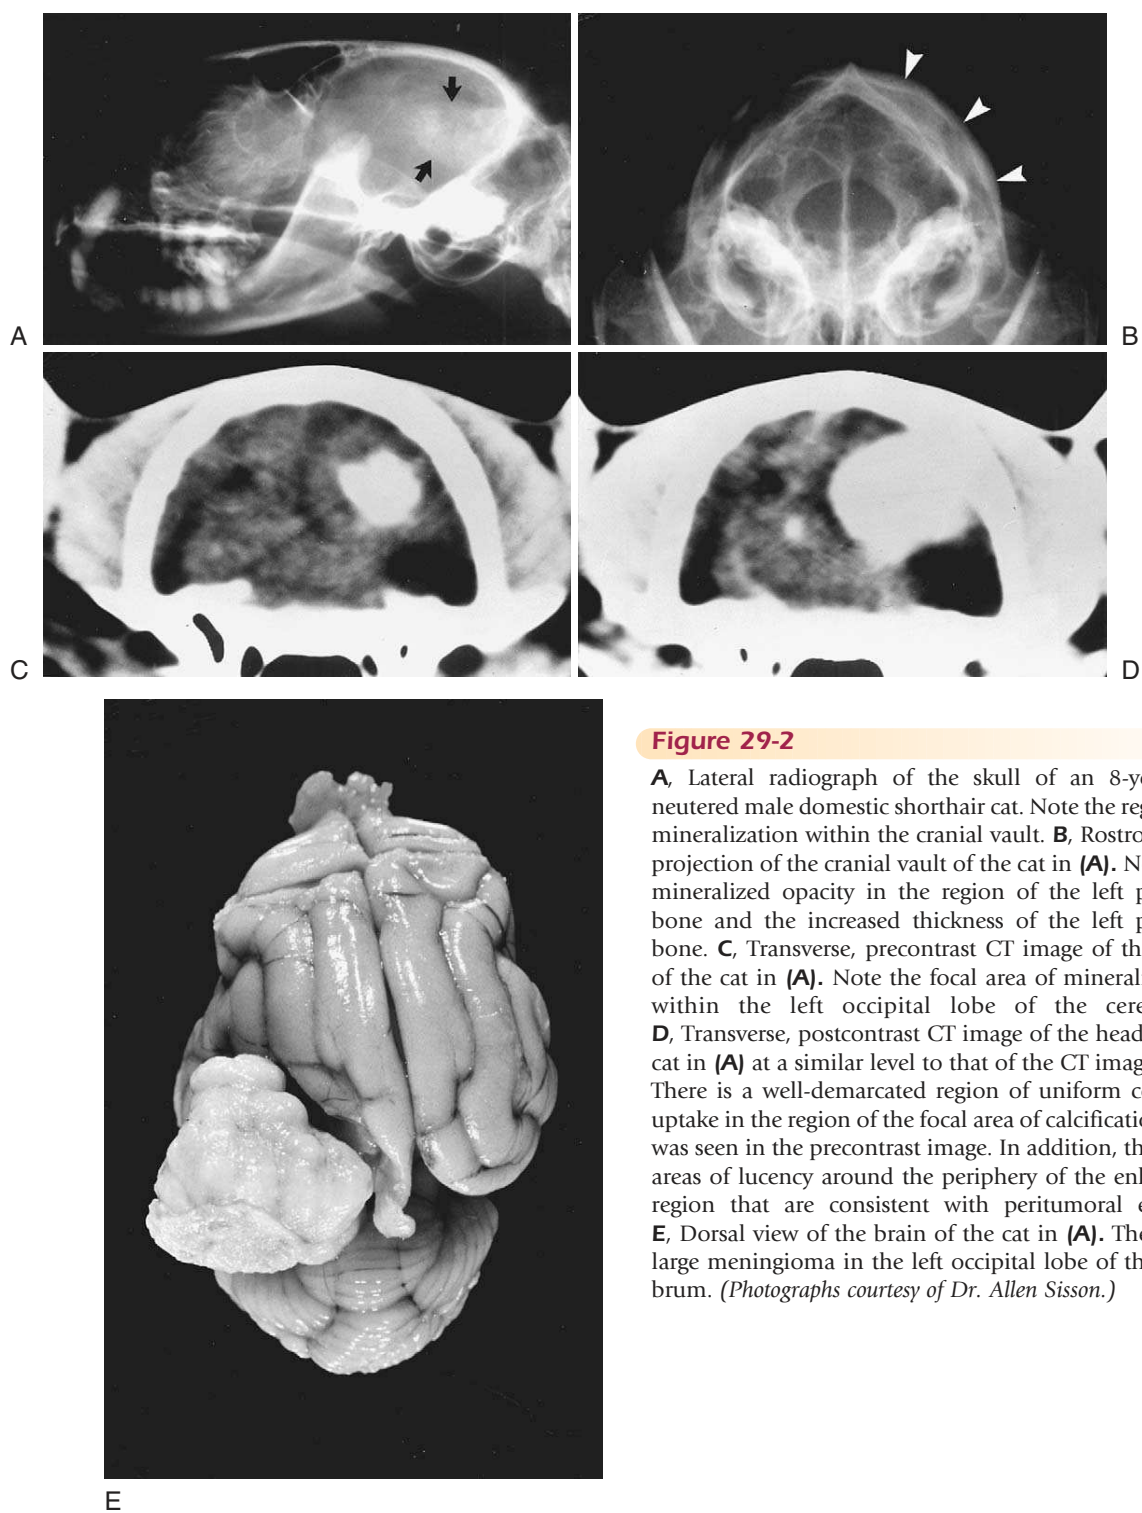 A
B
C
D
E
Figure 29-2
A, Lateral radiograph of the skull of an 8-ye
neutered male domestic shorthair cat. Note the reg
mineralization within the cranial vault. B, Rostro
projection of the cranial vault of the cat in (A). N
mineralized opacity in the region of the left p
bone and the increased thickness of the left p
bone. C, Transverse, precontrast CT image of th
of the cat in (A). Note the focal area of minerali
within the left occipital lobe of the cere
D, Transverse, postcontrast CT image of the head
cat in (A) at a similar level to that of the CT imag
There is a well-demarcated region of uniform c
uptake in the region of the focal area of calcificatio
was seen in the precontrast image. In addition, th
areas of lucency around the periphery of the enl
region that are consistent with peritumoral e
E, Dorsal view of the brain of the cat in (A). The
large meningioma in the left occipital lobe of th
brum. (Photographs courtesy of Dr. Allen Sisson.)